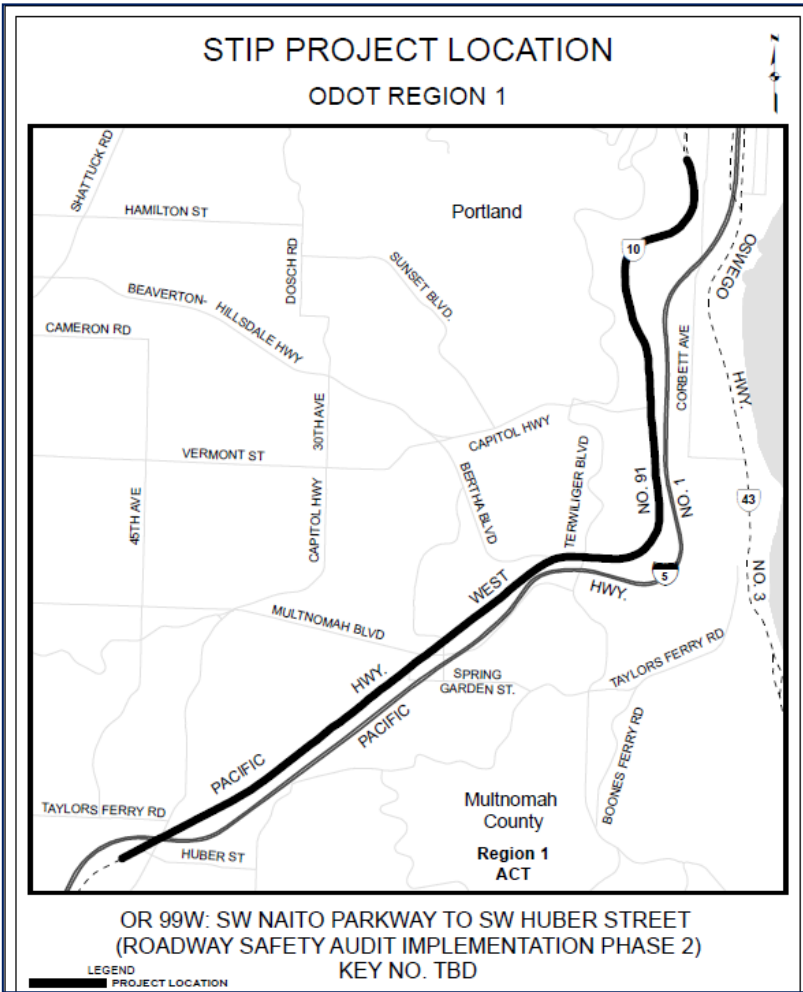 STIP PROJECT LOCATION
ODOT REGION 1
N
SHATTUCK RD
HAMILTON ST
Portland
DOSCH RD
SUNSET BLVD.
10
OSWEGO
BEAVERTON-
HILLSDALE HWY
CAMERON RD
CORBETT AVE
HWY.
30TH AVE
CAPITOL HWY
VERMONT ST
BERTHA BLVD
TERWILIGER BLVD
NO. 91
NO. 1
43
45TH AVE
CAPITOL HWY
WEST
HWY.
5
NO. 3
MULTNOMAH BLVD
HWY.
SPRING
GARDEN ST.
TAYLORS FERRY RD
PACIFIC
PACIFIC
BOONES FERRY RD
TAYLORS FERRY RD
HUBER ST
Multnomah
County
Region 1
ACT
OR 99W: SW NAITO PARKWAY TO SW HUBER STREET
(ROADWAY SAFETY AUDIT IMPLEMENTATION PHASE 2)
KEY NO. TBD
LEGEND
PROJECT LOCATION